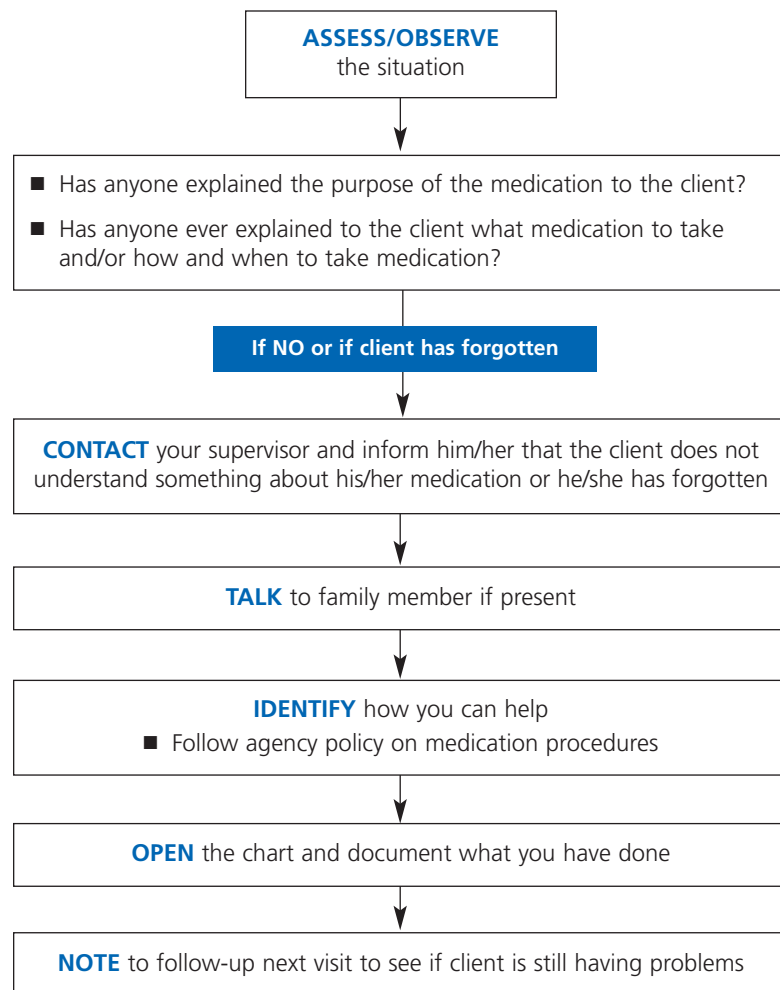 ASSESS/OBSERVE
the situation
■ Has anyone explained the purpose of the medication to the client?
■ Has anyone ever explained to the client what medication to take
and/or how and when to take medication?
If NO or if client has forgotten
CONTACT your supervisor and inform him/her that the client does not
understand something about his/her medication or he/she has forgotten
TALK to family member if present
IDENTIFY how you can help
■ Follow agency policy on medication procedures
OPEN the chart and document what you have done
NOTE to follow-up next visit to see if client is still having problems